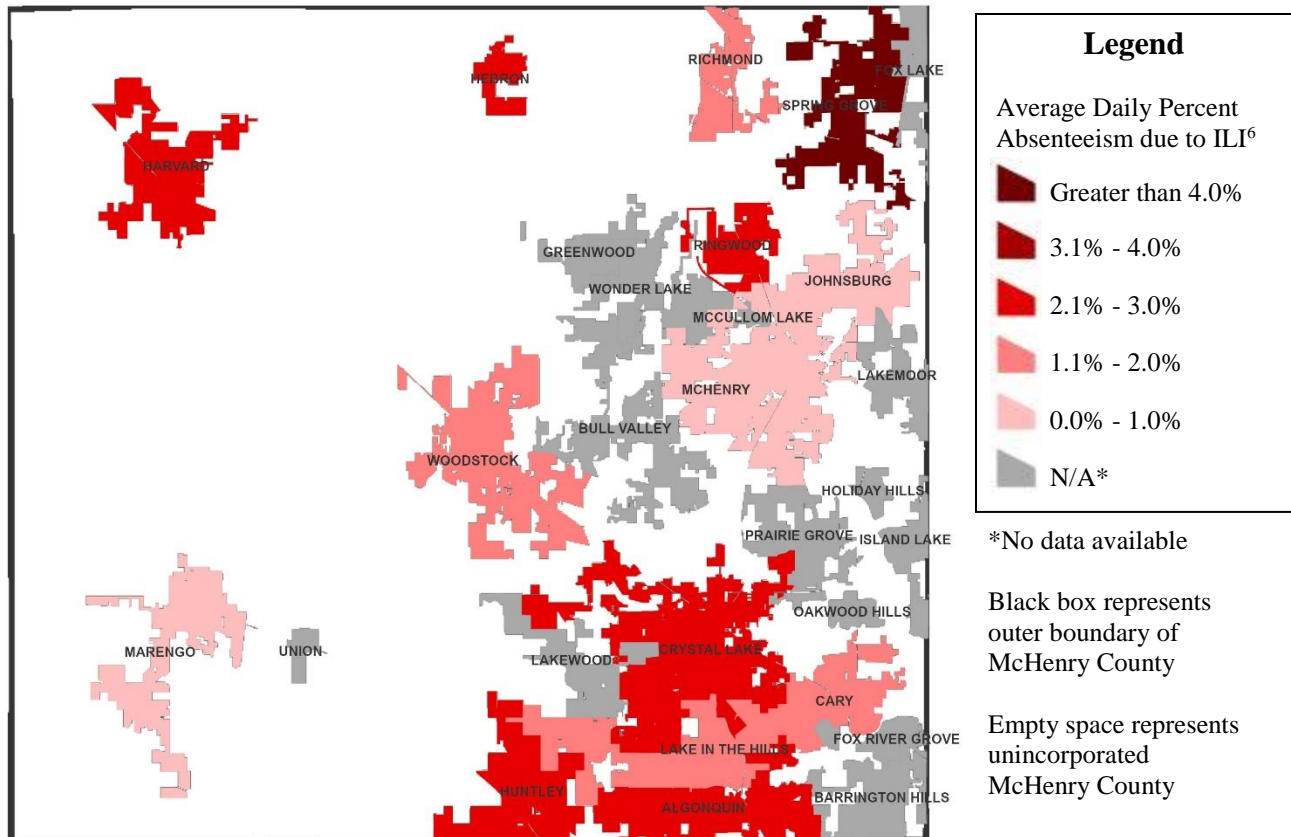 RICHMOND
HEBRON
FOX LAKE
SPRING GROVE
HARVARD
RINGWOOD
GREENWOOD
JOHNSBURG
WONDER LAKE
MCCULLOM LAKE
LAKEMOOR
MCHENRY
BULL VALLEY
WOODSTOCK
HOLIDAY HILLS
PRAIRIE GROVE
ISLAND LAKE
OAKWOOD HILLS
MARENGO
UNION
LAKEWOOD
CRYSTAL LAKE
CARY
FOX RIVER GROVE
LAKE IN THE HILLS
HUNTLEY
ALGONQUIN
BARRINGTON HILLS
Legend
Average Daily Percent
Absenteeism due to ILI⁶
Greater than 4.0%
3.1% - 4.0%
2.1% - 3.0%
1.1% - 2.0%
0.0% - 1.0%
N/A*
*No data available
Black box represents
outer boundary of
McHenry County
Empty space represents
unincorporated
McHenry County